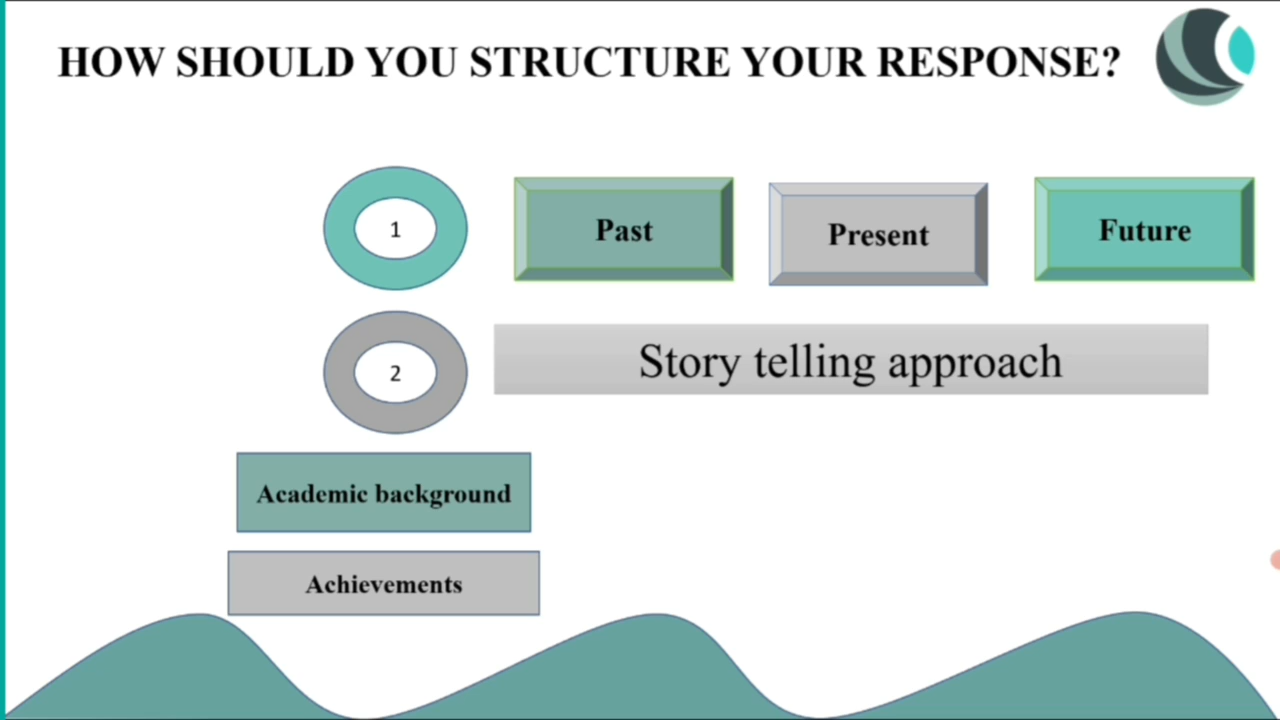 HOW SHOULD YOU STRUCTURE YOUR RESPONSE?
1
Past
Present
Future
2
Story telling approach
Academic background
Achievements